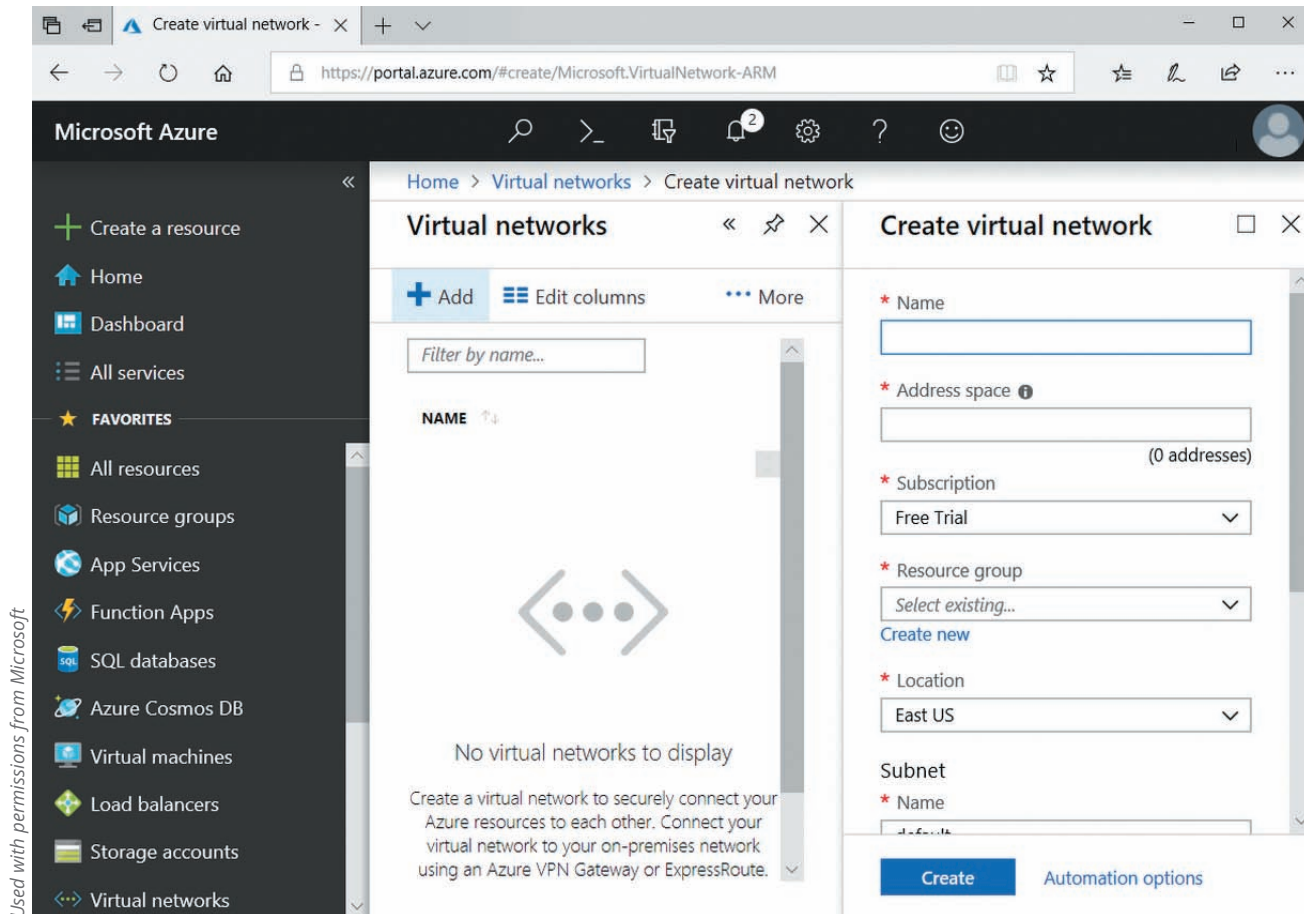 Create virtual network -
https://portal.azure.com/#create/Microsoft.VirtualNetwork-ARM
Microsoft Azure
2
Home > Virtual networks > Create virtual network
Create a resource
Home
Dashboard
All services
FAVORITES
All resources
Resource groups
App Services
Function Apps
SQL databases
Azure Cosmos DB
Virtual machines
Load balancers
Storage accounts
Virtual networks
Virtual networks
Add
Edit columns
More
Filter by name...
NAME
No virtual networks to display
Create a virtual network to securely connect your
Azure resources to each other. Connect your
virtual network to your on-premises network
using an Azure VPN Gateway or ExpressRoute.
Create virtual network
* Name
* Address space
(0 addresses)
* Subscription
Free Trial
* Resource group
Select existing...
Create new
* Location
East US
Subnet
* Name
default
Create
Automation options
Used with permissions from Microsoft